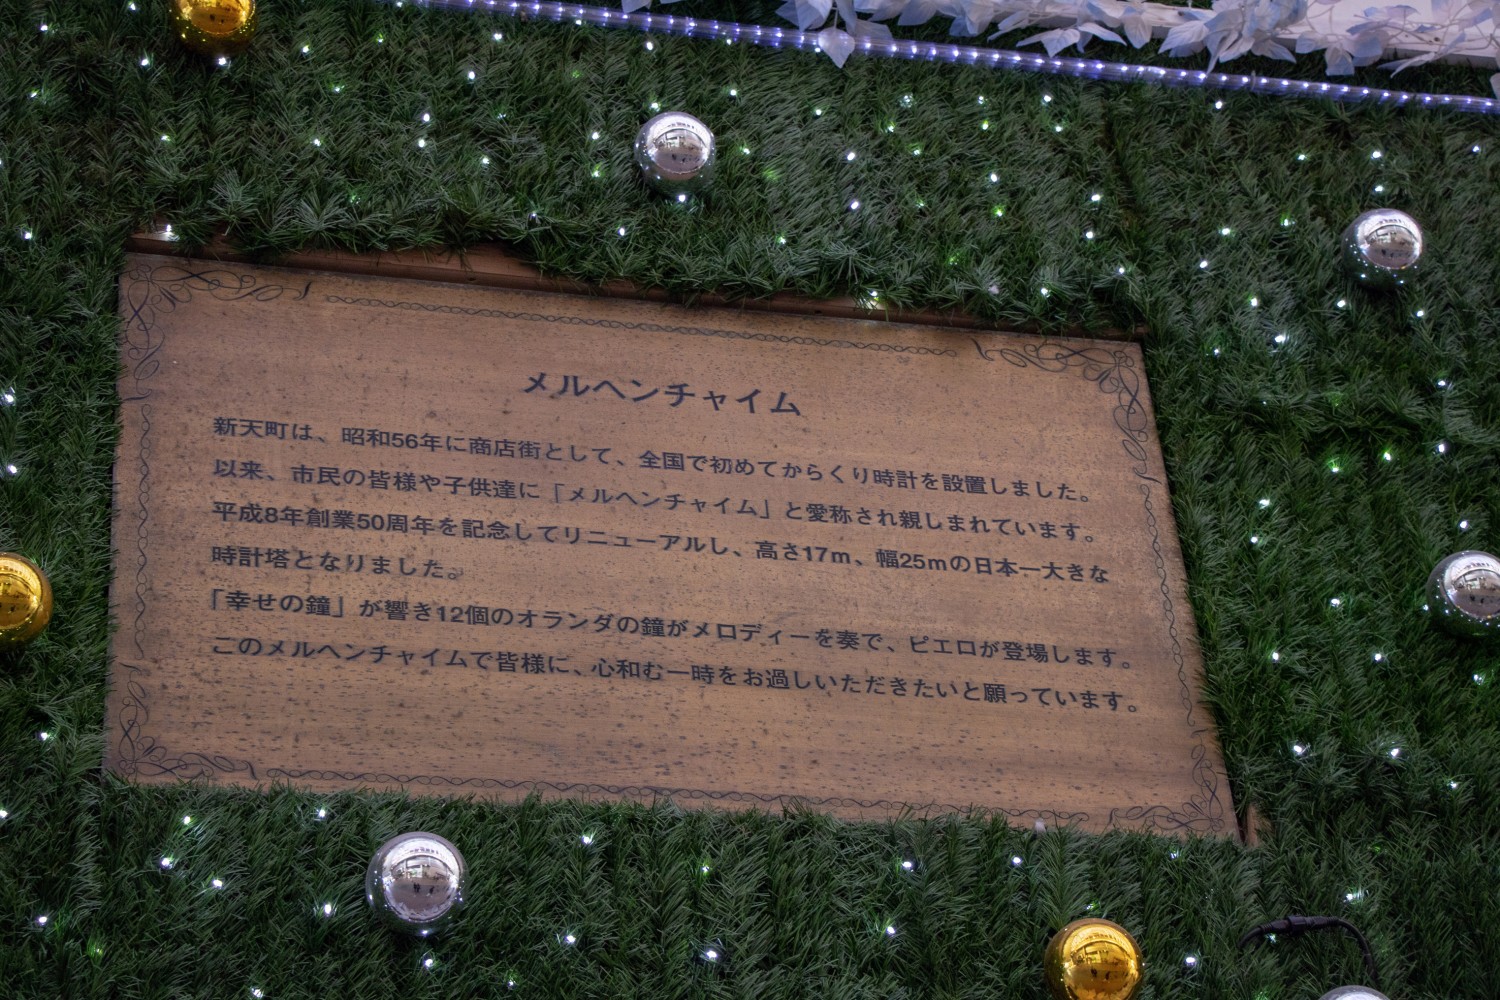 メルヘンチャイム
新天町は、昭和56年に商店街として、全国で初めてからくり時計を設置しました。
以来、市民の皆様や子供達に「メルヘンチャイム」と愛称され親しまれています。
平成8年創業50周年を記念してリニューアルし、高さ17m、幅25mの日本一大きな
時計塔となりました。
「幸せの鐘」が響き12個のオランダの鐘がメロディーを奏で、ピエロが登場します。
このメルヘンチャイムで皆様に、心和む一時をお過しいただきたいと願っています。